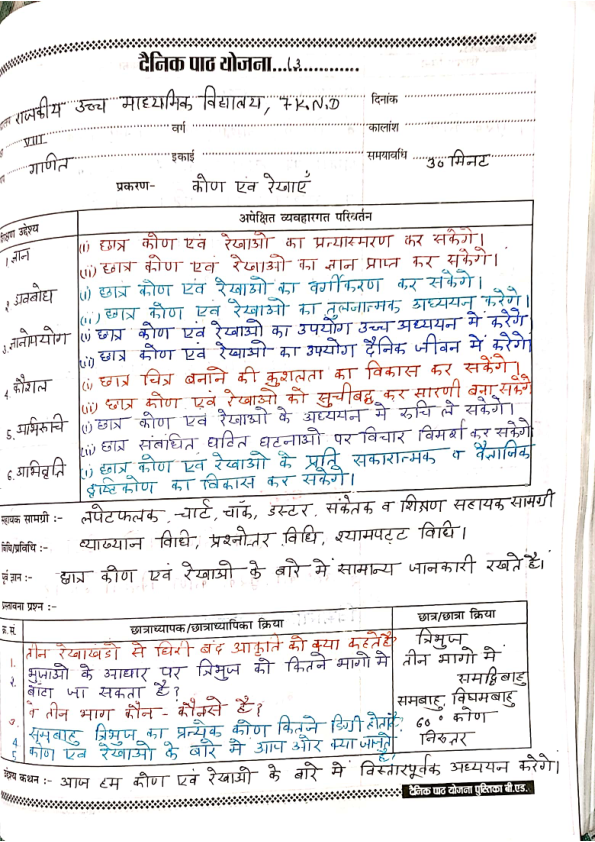 दैनिक पाठ योजना...13............
राजकीय उच्च माध्यमिक विद्यालय, 7 K.N.D दिनांक
VIII वर्ग कालांश
गणित इकाई समयावधि 30 मिनट
प्रकरण- कोण एवं रेखाएँ
शिक्षण उद्देश्य अपेक्षित व्यवहारगत परिवर्तन
1. ज्ञान (i) छात्र कोण एवं रेखाओ का प्रत्यास्मरण कर सकेगे।
(ii) छात्र कोण एवं रेखाओ का ज्ञान प्राप्त कर सकेगे।
2 अवबोध (i) छात्र कोण एवं रेखाओ का वर्गीकरण कर सकेगे।
(ii) छात्र कोण एवं रेखाओ का तुलनात्मक अध्ययन करेगे।
3. ज्ञानोपयोग (i) छात्र कोण एवं रेखाओ का उपयोग उच्च अध्ययन में करेगे
(ii) छात्र कोण एवं रेखाओ का उपयोग दैनिक जीवन में करेगे।
4. कौशल (i) छात्र चित्र बनाने की कुशलता का विकास कर सकेंगे।
(ii) छात्र कोण एवं रेखाओ को सुचीबद्ध कर सारणी बना सकेंगे
5. अभिरुचि (i) छात्र कोण एवं रेखाओ के अध्ययन में रुचि ले सकेगे।
(ii) छात्र संबंधित घटित घटनाओ पर विचार विमर्श कर सकेगे
6. अभिवृति (i) छात्र कोण एवं रेखाओ के प्रति सकारात्मक व वैज्ञानिक
दृष्टिकोण का विकास कर सकेगे।
सहायक सामग्री :- लपेटफलक, चार्ट, चॉक, डस्टर, संकेतक व शिक्षण सहायक सामग्री
विधि/प्रविधि :- व्याख्यान विधि, प्रश्नोतर विधि, श्यामपट्ट विधि।
पूर्व ज्ञान :- छात्र कोण एवं रेखाओ के बारे में सामान्य जानकारी रखते है।
प्रस्तावना प्रश्न :-
क्र. सं. छात्राध्यापक/छात्राध्यापिका क्रिया छात्र/छात्रा क्रिया
1. तीन रेखाखंडो से घिरी बंद आकृति को क्या कहते है त्रिभुज
2. भुजाओ के आधार पर त्रिभुज को कितने भागो में तीन भागो में
बाँटा जा सकता है?
3. वे तीन भाग कौन - कौनसे है? समद्विबाहु
समबाहु, विषमबाहु
4 समबाहु त्रिभुज का प्रत्येक कोण कितने डिग्री होता है? 60° कोण
5 कोण एवं रेखाओ के बारे में आप और क्या जानते है? निरुतर
उद्देश्य कथन :- आज हम कोण एवं रेखाओ के बारे में विस्तारपूर्वक अध्ययन करेगे।
दैनिक पाठ योजना पुस्तिका बी.एड.